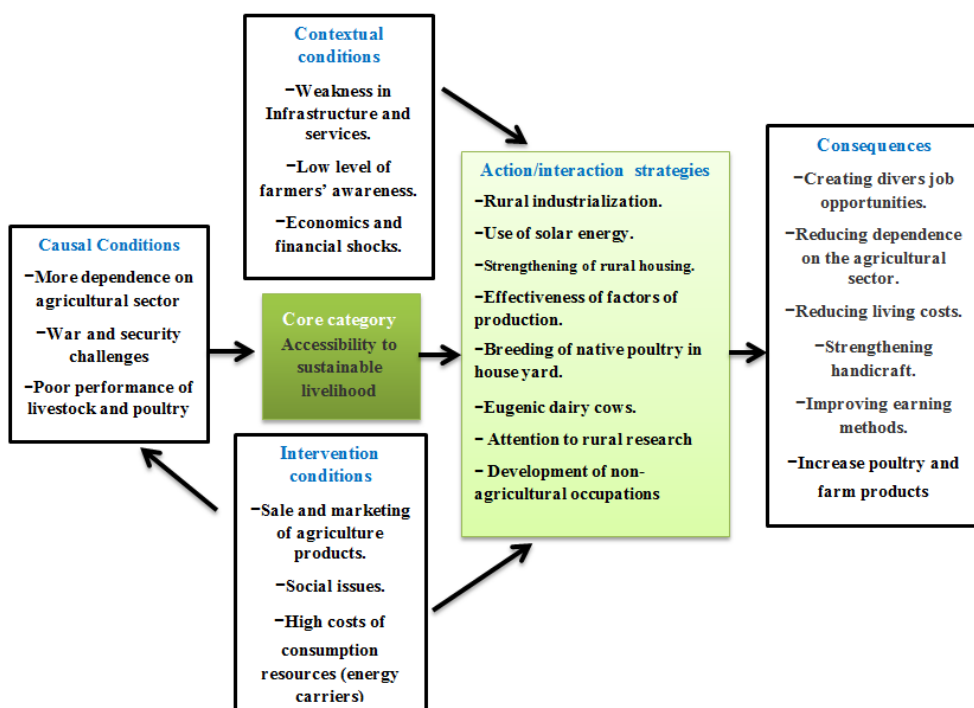 Contextual
conditions
-Weakness in
Infrastructure and
services.
-Low level of
farmers' awareness.
-Economics and
financial shocks.
Causal Conditions
-More dependence on
agricultural sector
-War and security
challenges
-Poor performance of
livestock and poultry
Core category
Accessibility to
sustainable
livelihood
Intervention
conditions
-Sale and marketing
of agriculture
products.
-Social issues.
-High costs of
consumption
resources (energy
carriers)
Action/interaction strategies
-Rural industrialization.
-Use of solar energy.
-Strengthening of rural housing.
-Effectiveness of factors of
production.
-Breeding of native poultry in
house yard.
-Eugenic dairy cows.
- Attention to rural research
- Development of non-
agricultural occupations
Consequences
-Creating divers job
opportunities.
-Reducing dependence
on the agricultural
sector.
-Reducing living costs.
-Strengthening
handicraft.
-Improving earning
methods.
-Increase poultry and
farm products